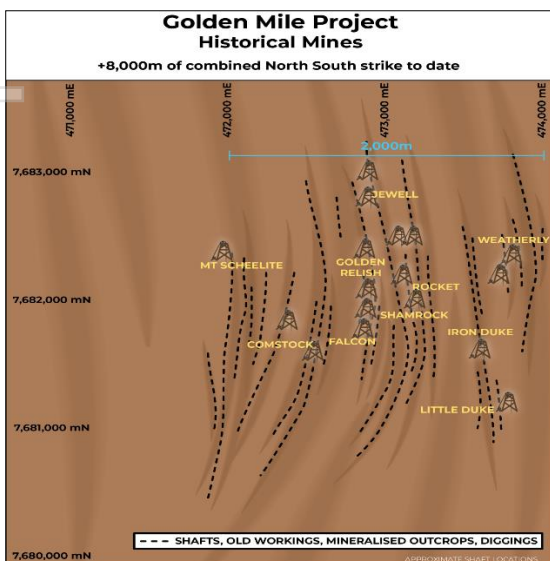 Golden Mile Project
Historical Mines
+8,000m of combined North South strike to date
471,000 mE
472,000 mE
473,000 mE
474,000 mE
2,000m
7,683,000 mN
JEWELL
WEATHERLY
MT SCHEELITE
GOLDEN
RELISH
ROCKET
7,682,000 mN
SHAMROCK
COMSTOCK
FALCON
IRON DUKE
LITTLE DUKE
7,681,000 mN
SHAFTS, OLD WORKINGS, MINERALISED OUTCROPS, DIGGINGS
7,680,000 mN
APPROXIMATE SHAFT LOCATIONS